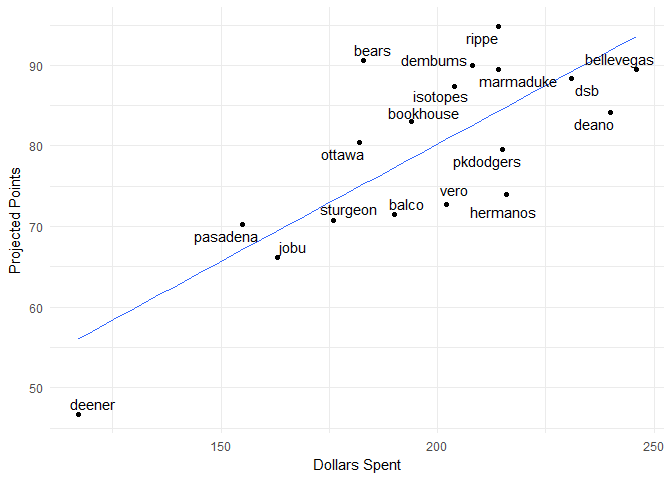 rippe
bears
dembums
bellevegas
90
marmaduke
isotopes
dsb
bookhouse
deano
80
ottawa
pkdodgers
vero
balco
sturgeon
hermanos
70
pasadena
jobu
60
50
deener
150
200
250
Dollars Spent
Projected Points